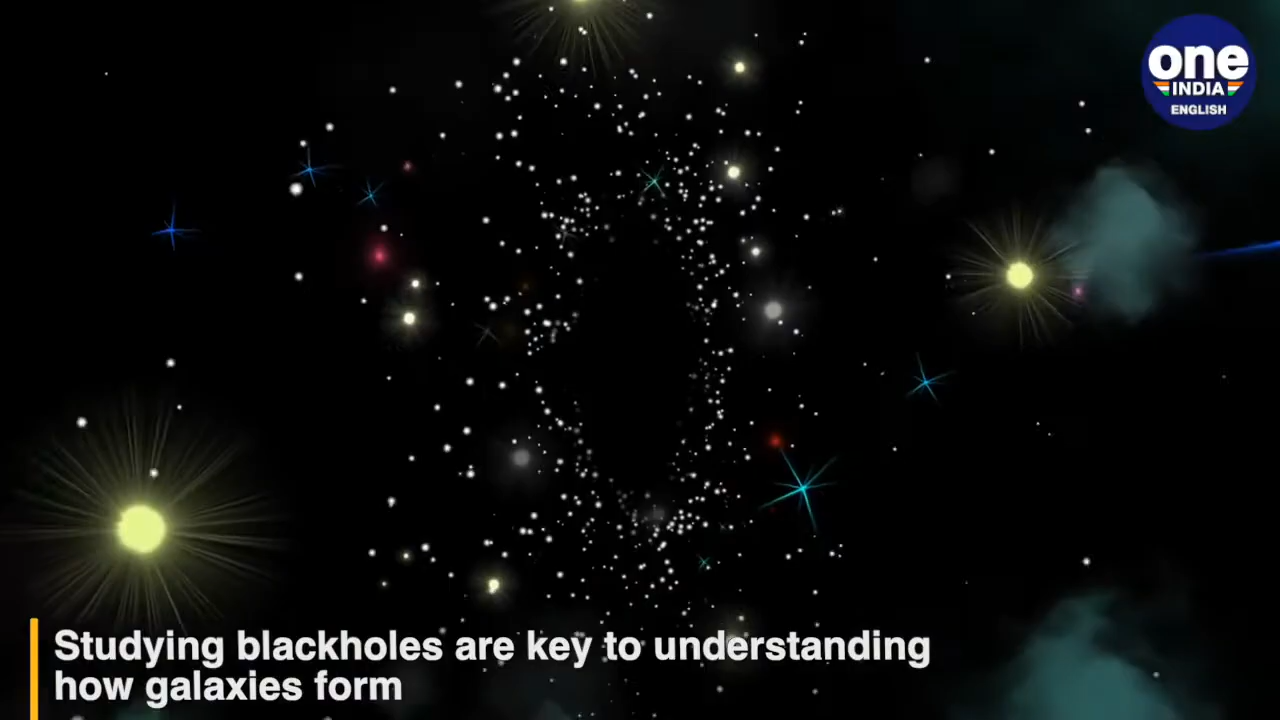 one
INDIA
ENGLISH
Studying blackholes are key to understanding
how galaxies form